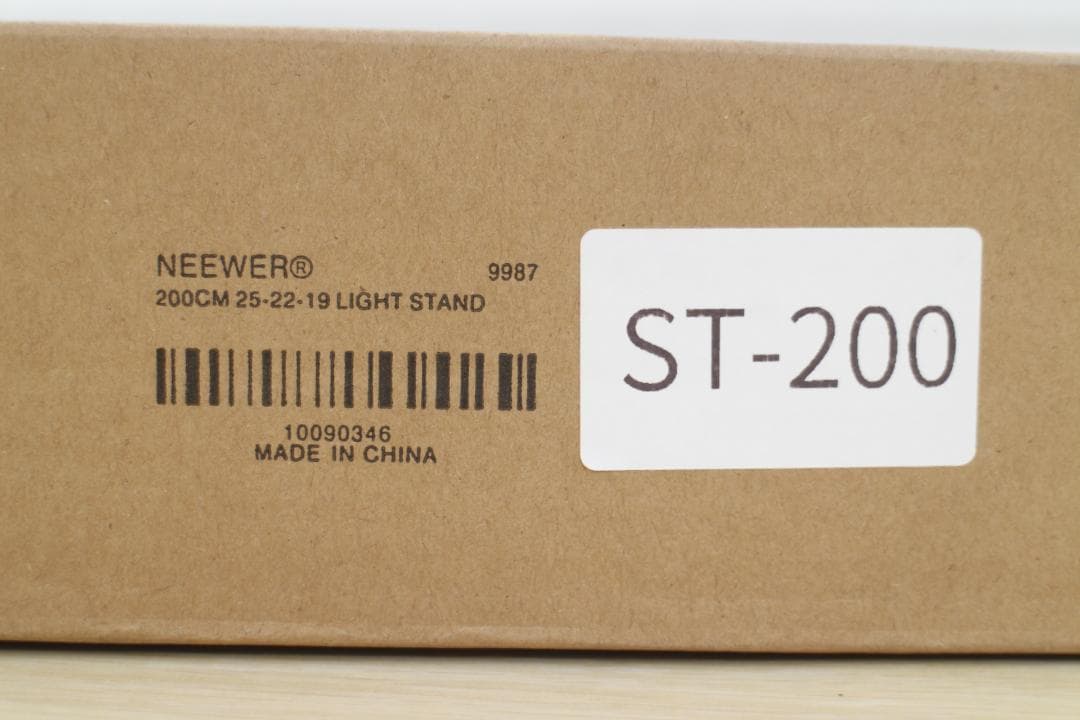 NEEWER® 9987
200CM 25-22-19 LIGHT STAND
10090346
MADE IN CHINA
ST-200